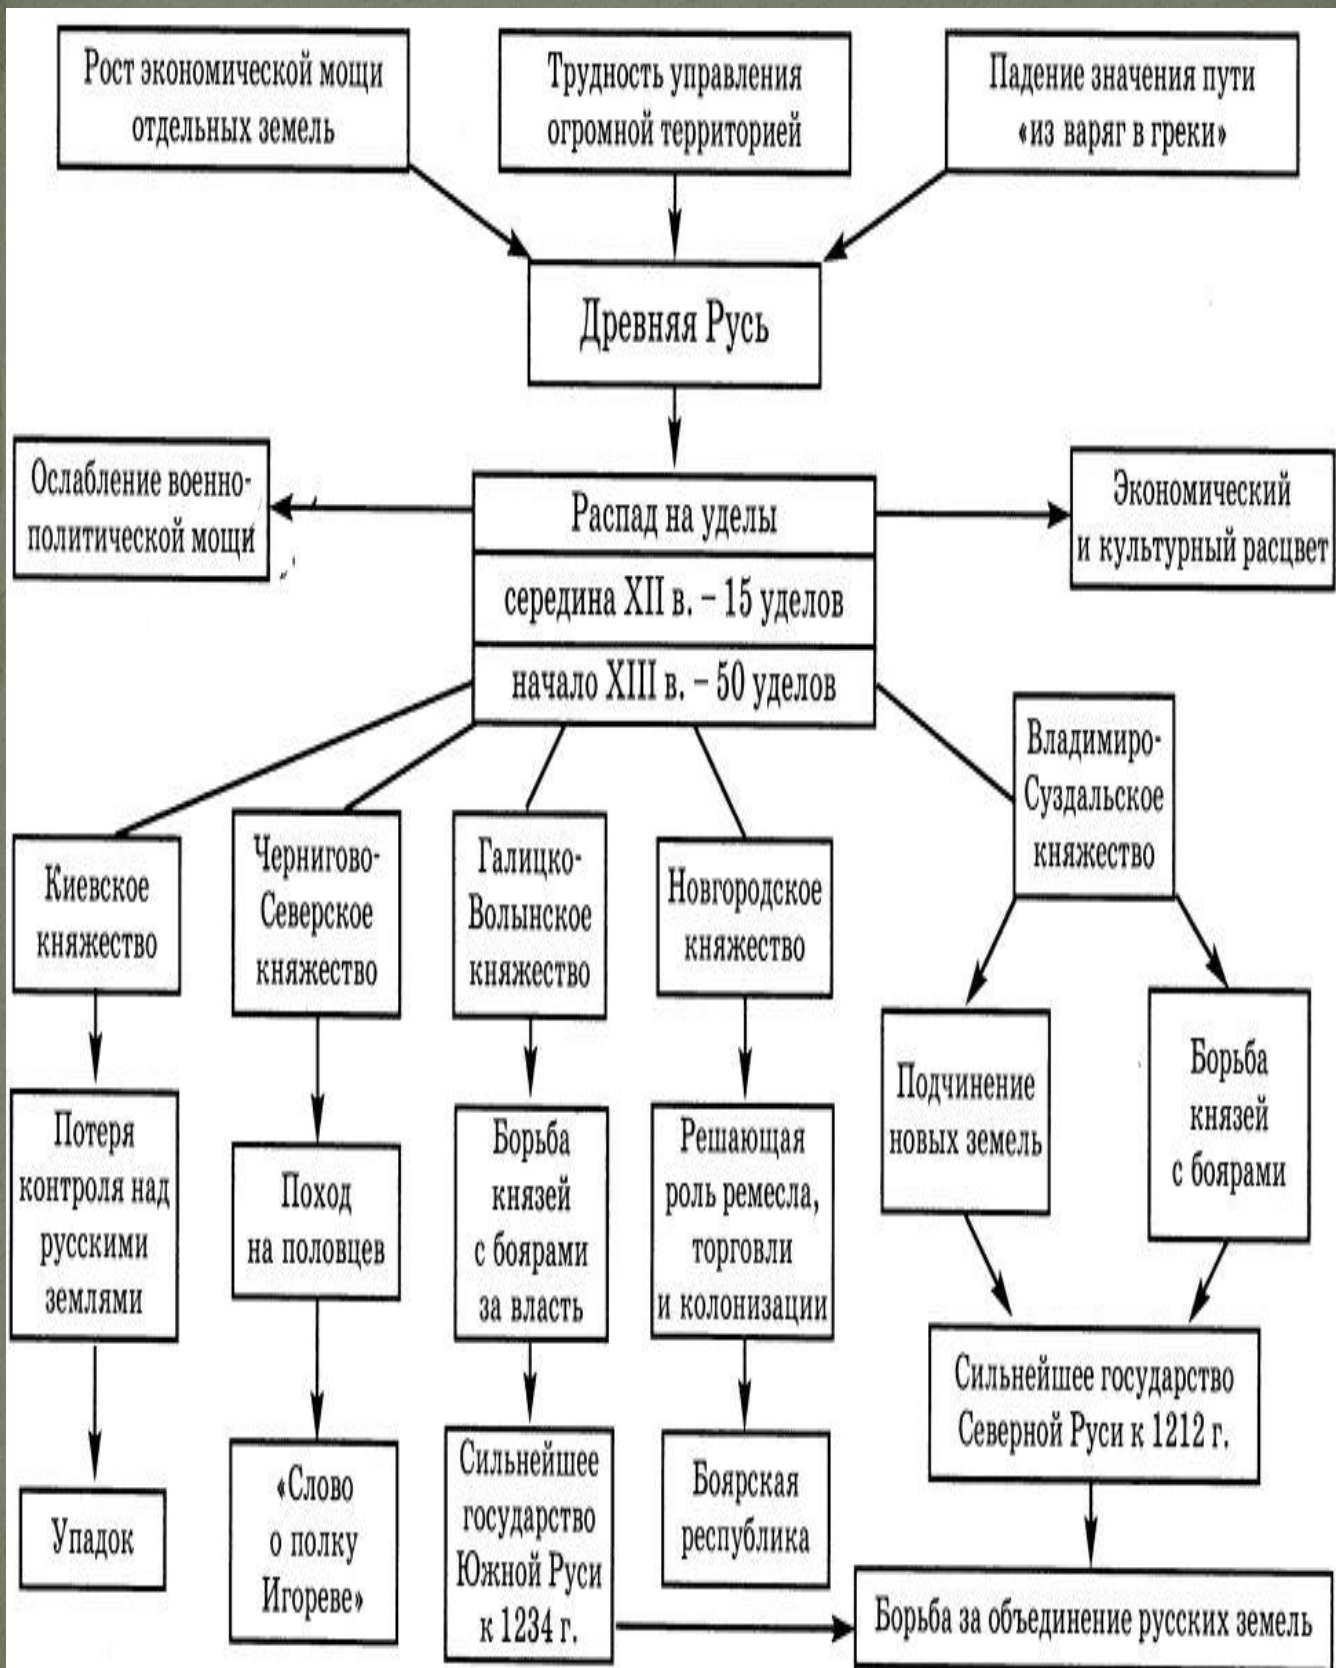 Рост экономической мощи
отдельных земель
Трудность управления
огромной территорией
Падение значения пути
«из варяг в греки»
Древняя Русь
Ослабление военно-
политической мощи
Распад на уделы
середина XII в. – 15 уделов
начало XIII в. – 50 уделов
Экономический
и культурный расцвет
Киевское
княжество
Чернигово-
Северское
княжество
Галицко-
Волынское
княжество
Новгородское
княжество
Владимиро-
Суздальское
княжество
Потеря
контроля над
русскими
землями
Поход
на половцев
Борьба
князей
с боярами
за власть
Решающая
роль ремесла,
торговли
и колонизации
Подчинение
новых земель
Борьба
князей
с боярами
Упадок
«Слово
о полку
Игореве»
Сильнейшее
государство
Южной Руси
к 1234 г.
Боярская
республика
Сильнейшее государство
Северной Руси к 1212 г.
Борьба за объединение русских земель